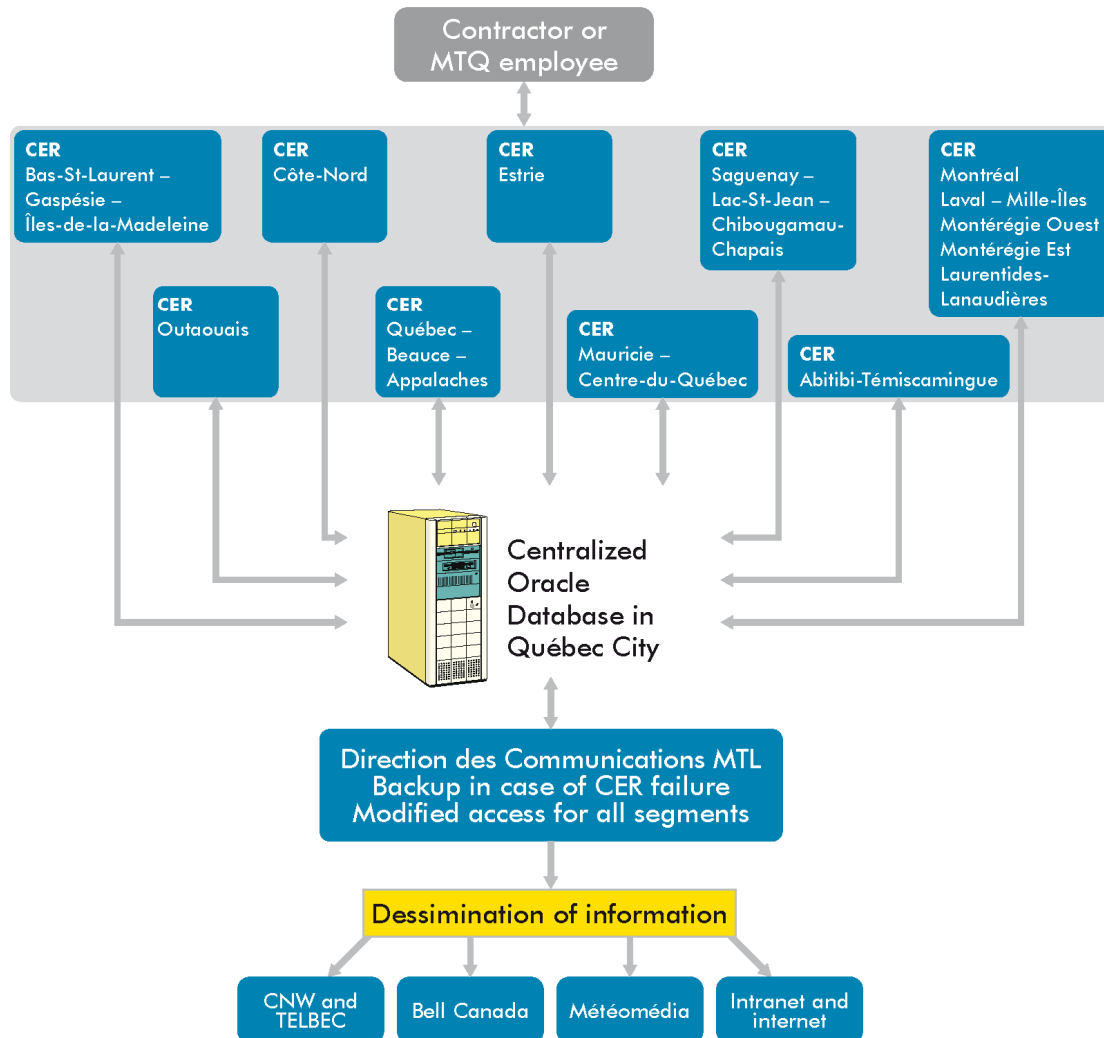 Contractor or
MTQ employee
CER
Bas-St-Laurent –
Gaspésie –
Îles-de-la-Madeleine
CER
Côte-Nord
CER
Estrie
CER
Saguenay –
Lac-St-Jean –
Chibougamau-
Chapais
CER
Montréal
Laval – Mille-Îles
Montérégie Ouest
Montérégie Est
Laurentides-
Lanaudières
CER
Outaouais
CER
Québec –
Beauce –
Appalaches
CER
Mauricie –
Centre-du-Québec
CER
Abitibi-Témiscamingue
Centralized
Oracle
Database in
Québec City
Direction des Communications MTL
Backup in case of CER failure
Modified access for all segments
Dessimination of information
CNW and
TELBEC
Bell Canada
Météomédia
Intranet and
internet